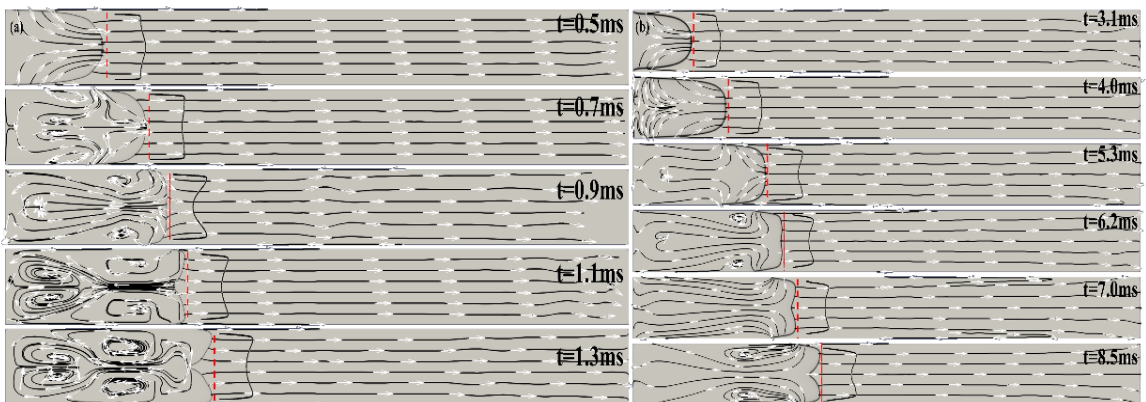 (a)
t=0.5ms
t=0.7ms
t=0.9ms
t=1.1ms
t=1.3ms
(b)
t=3.1ms
t=4.0ms
t=5.3ms
t=6.2ms
t=7.0ms
t=8.5ms